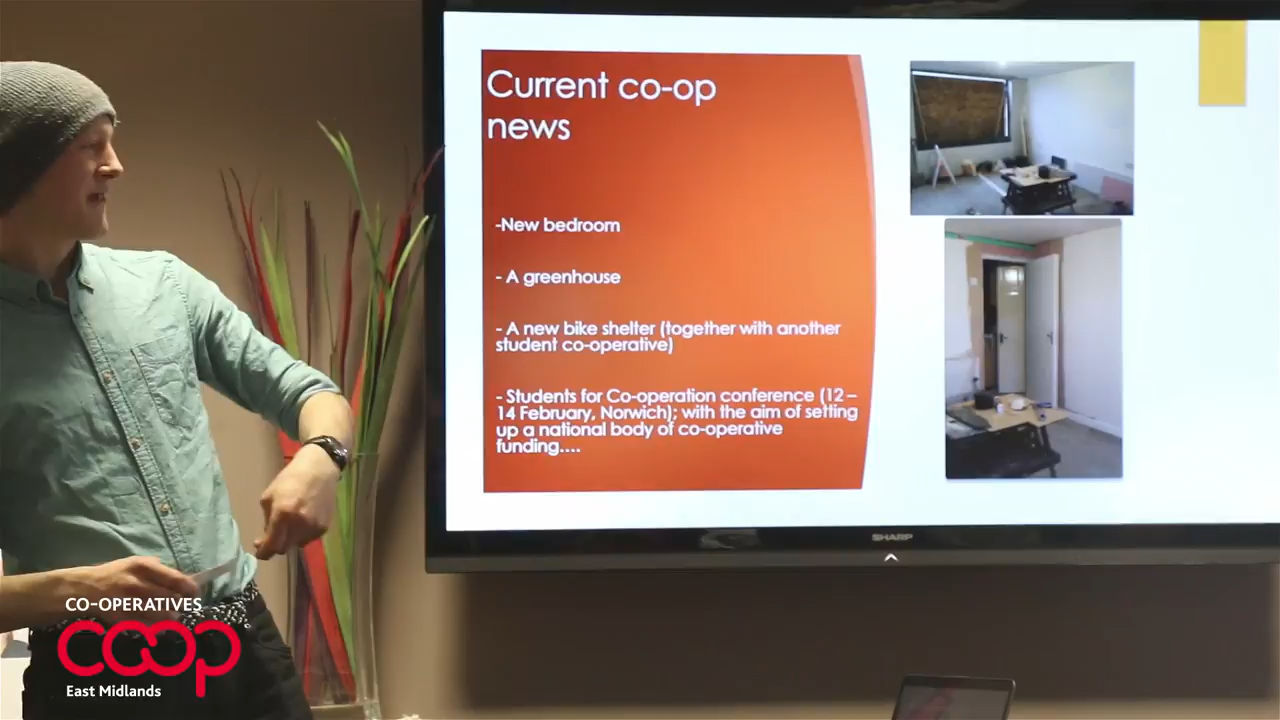 Current co-op
news
-New bedroom
- A greenhouse
- A new bike shelter (together with another
student co-operative)
- Students for Co-operation conference (12 –
14 February, Norwich); with the aim of setting
up a national body of co-operative
funding....
SHARP
CO-OPERATIVES
coop
East Midlands